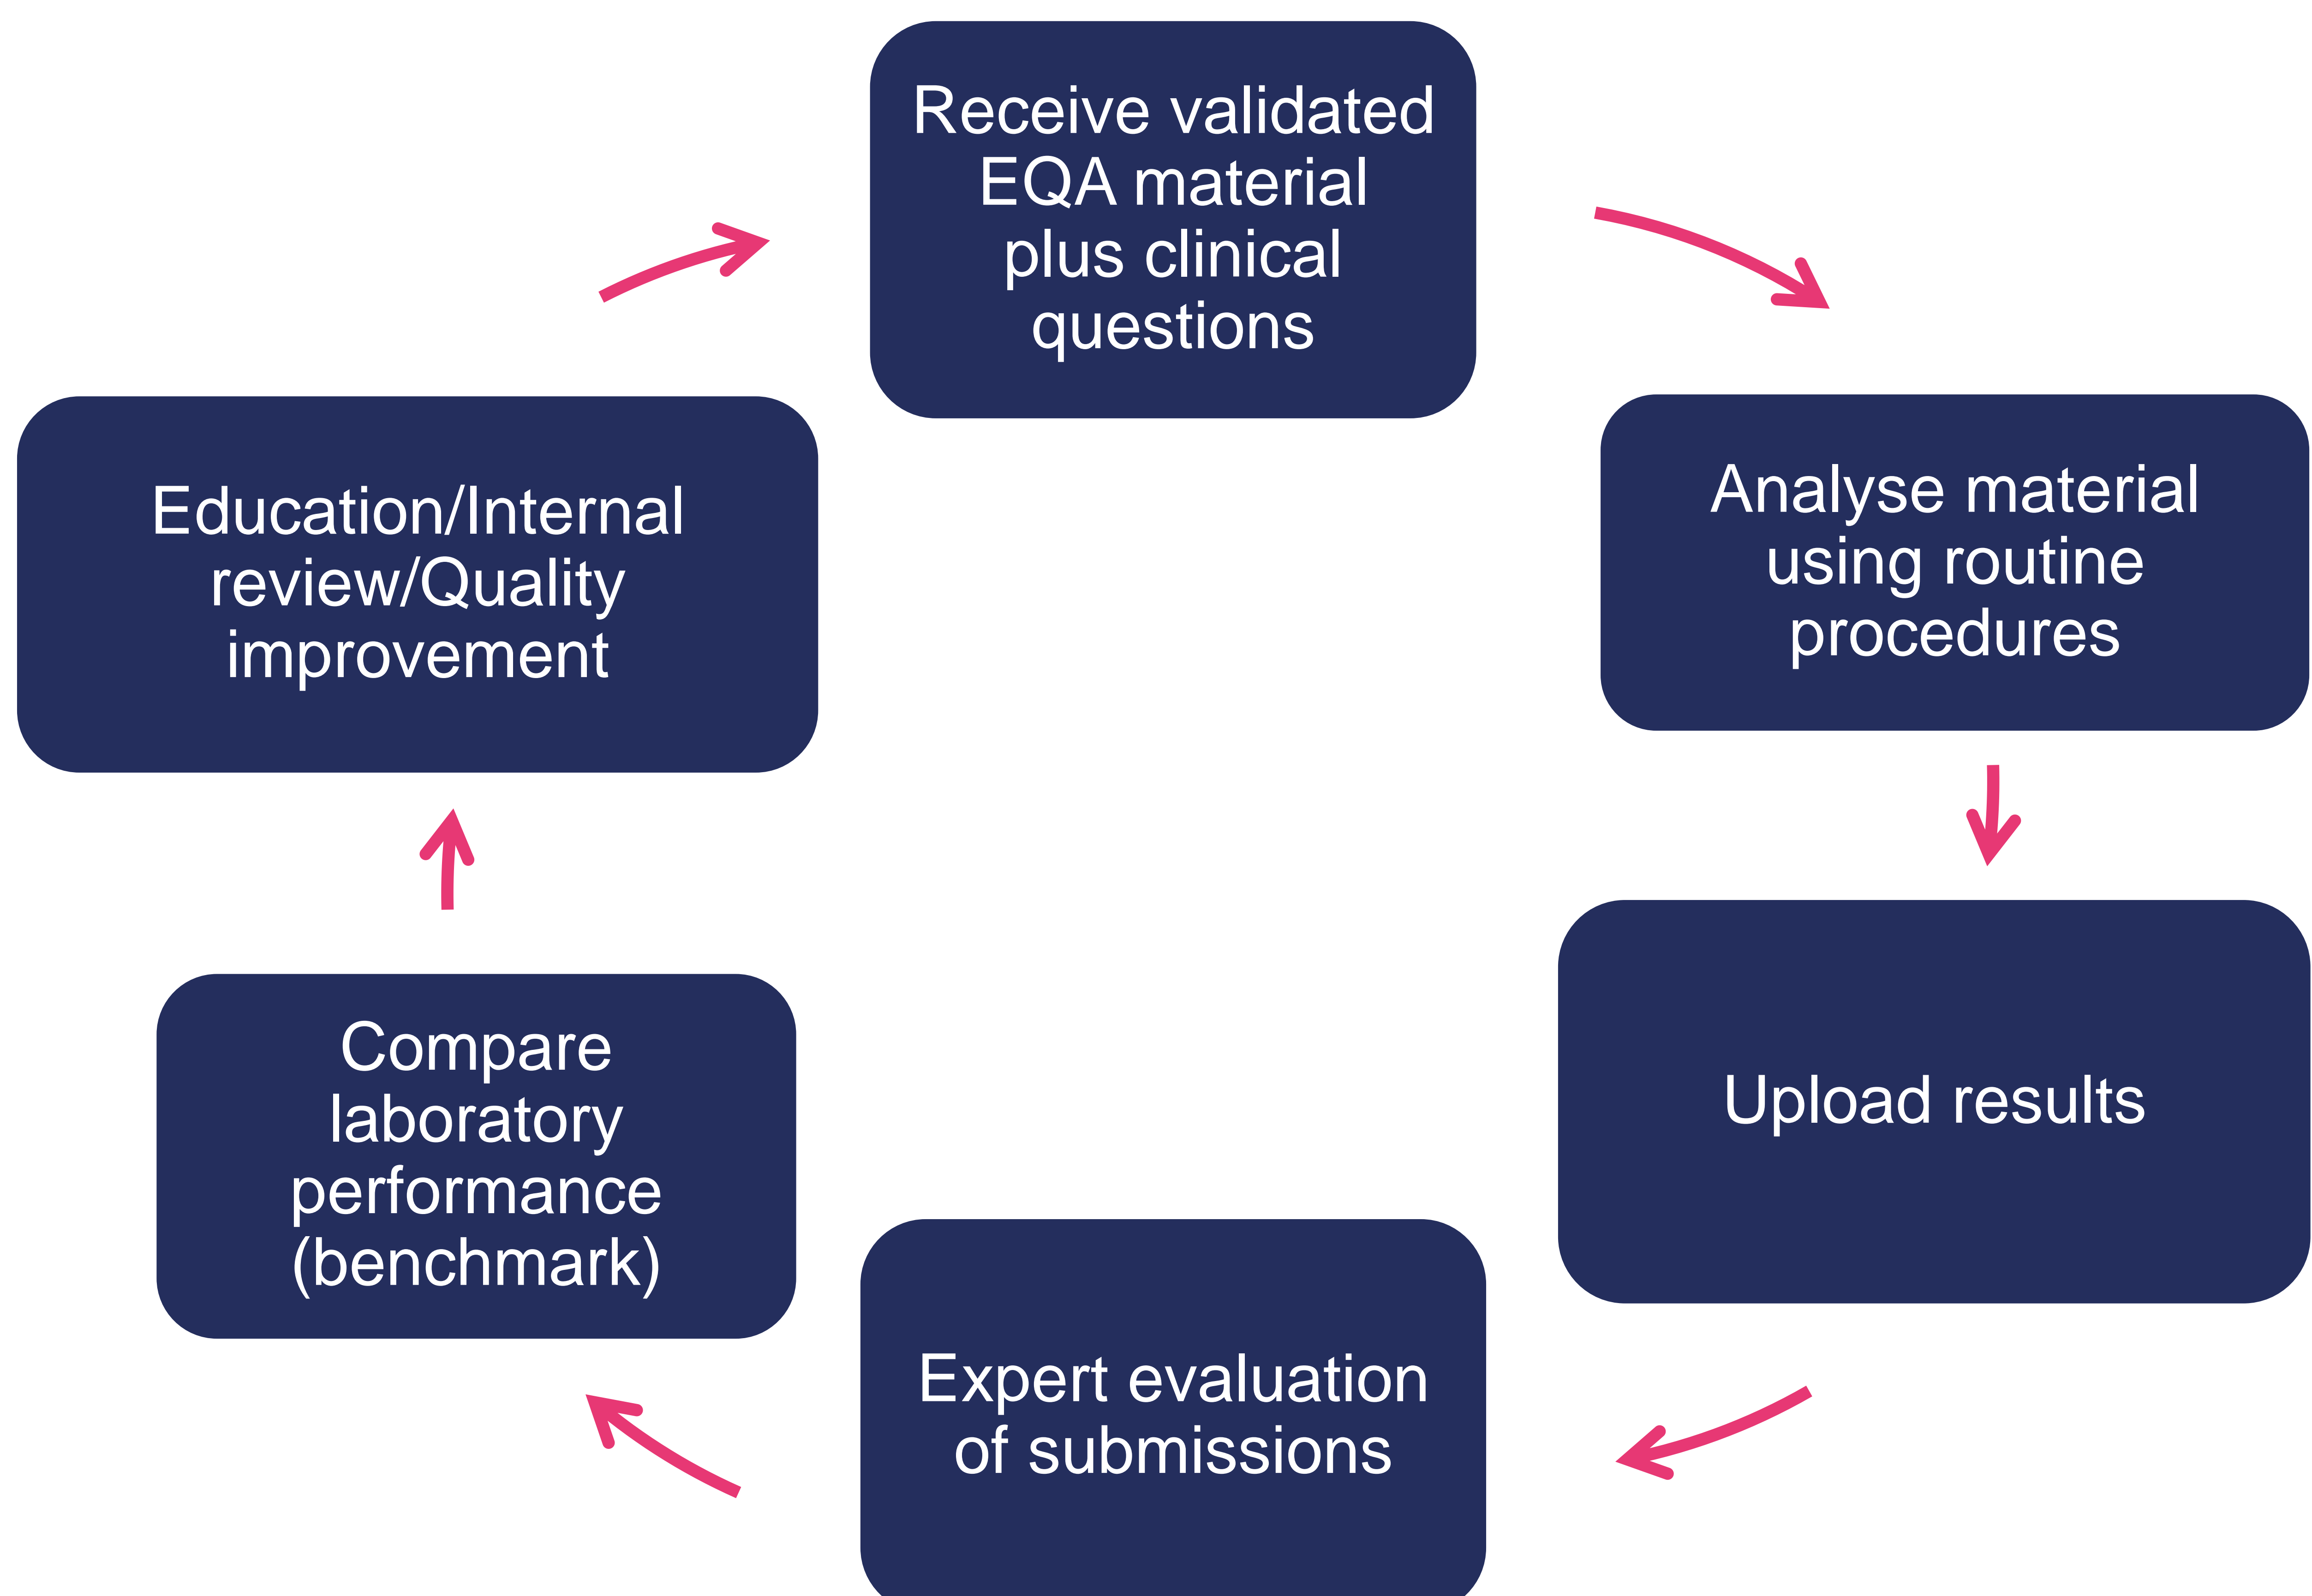 Receive validated
EQA material
plus clinical
questions
Analyse material
using routine
procedures
Upload results
Expert evaluation
of submissions
Compare
laboratory
performance
(benchmark)
Education/Internal
review/Quality
improvement